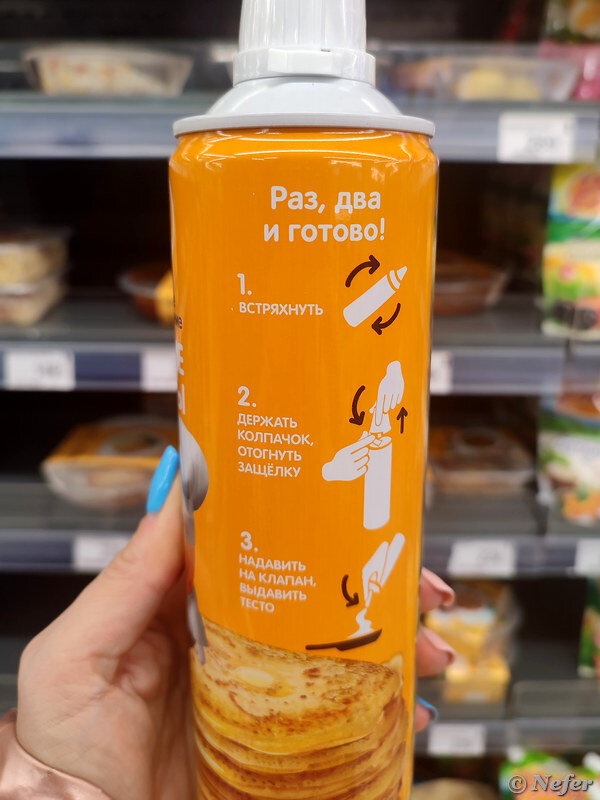 Раз, два
и готово!
1.
ВСТРЯХНУТЬ
2.
ДЕРЖАТЬ
КОЛПАЧОК,
ОТОГНУТЬ
ЗАЩЁЛКУ
3.
НАДАВИТЬ
НА КЛАПАН,
ВЫДАВИТЬ
ТЕСТО
© Nefer